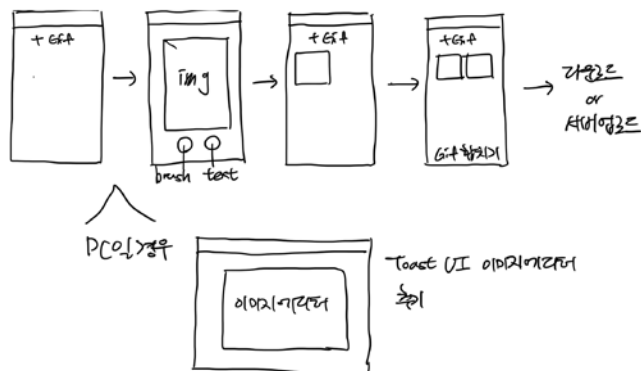 + Gif
img
brush
text
+ Gif
+ Gif
Gif 합치기
다운로드
or
서버업로드
PC일 경우
이미지에디터
Toast UI 이미지에디터
추가